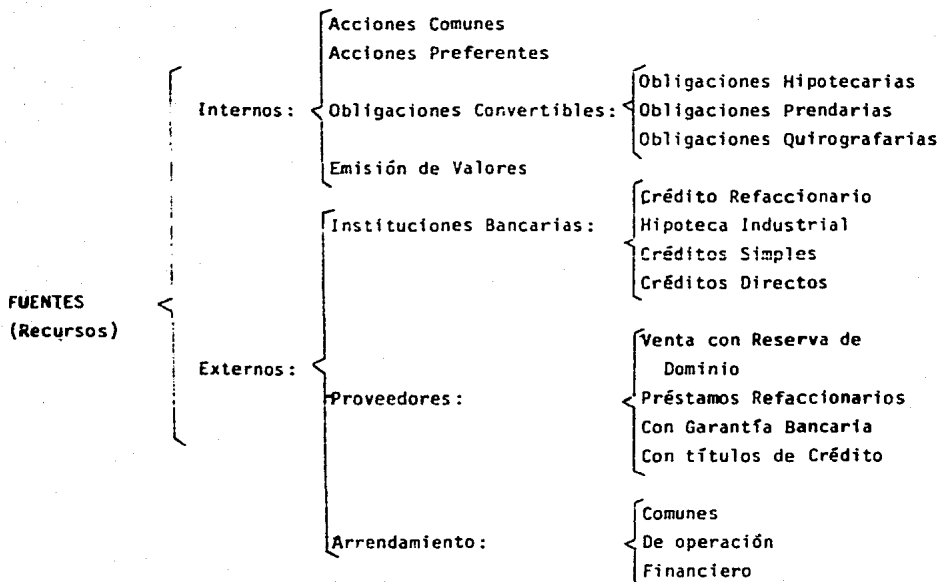 Acciones Comunes
Acciones Preferentes
Internos:
Obligaciones Convertibles:
Obligaciones Hipotecarias
Obligaciones Prendarias
Obligaciones Quirografarias
Emisión de Valores
FUENTES
(Recursos)
Externos:
Instituciones Bancarias:
Crédito Refaccionario
Hipoteca Industrial
Créditos Simples
Créditos Directos
Proveedores:
Venta con Reserva de
Dominio
Préstamos Refaccionarios
Con Garantía Bancaria
Con títulos de Crédito
Arrendamiento:
Comunes
De operación
Financiero